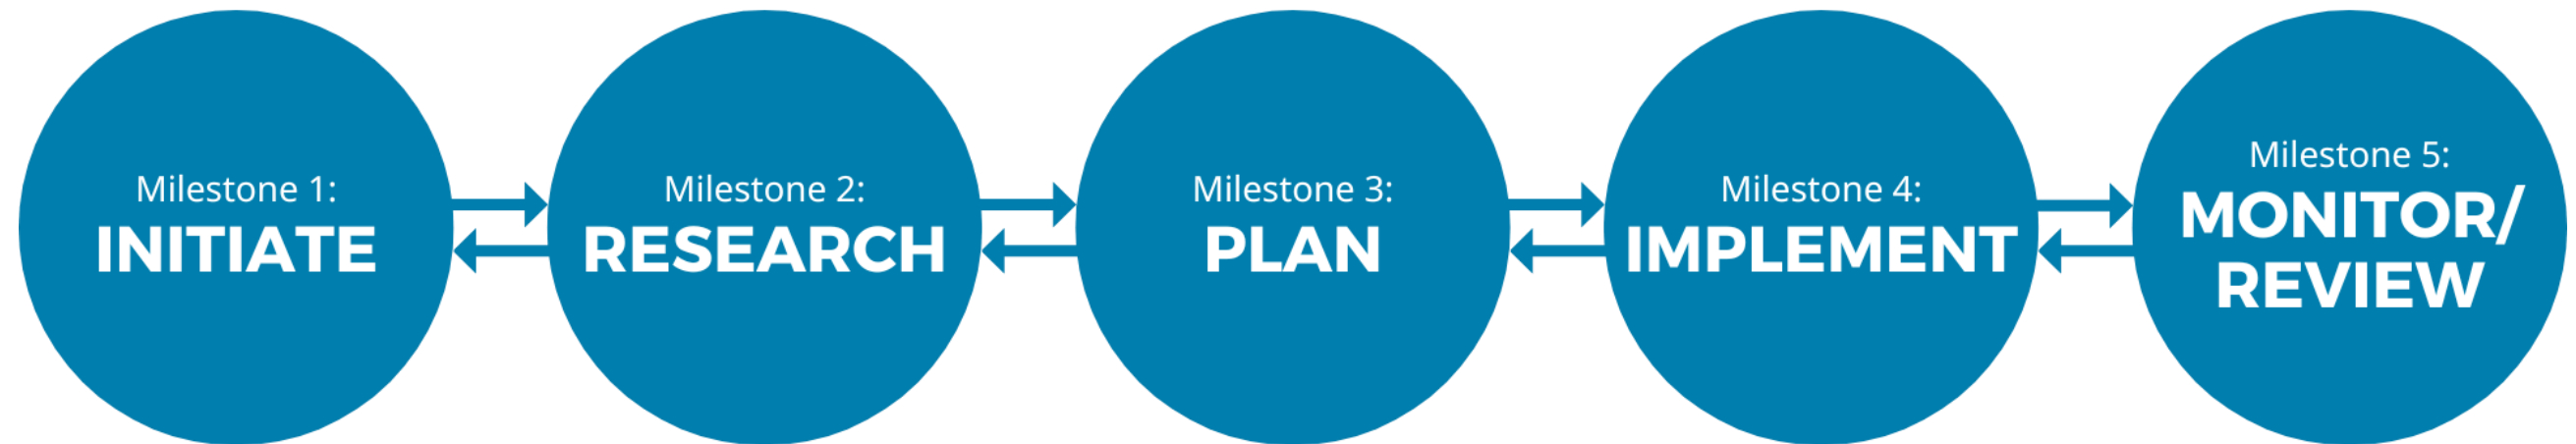 Milestone 1:
INITIATE
Milestone 2:
RESEARCH
Milestone 3:
PLAN
Milestone 4:
IMPLEMENT
Milestone 5:
MONITOR/
REVIEW